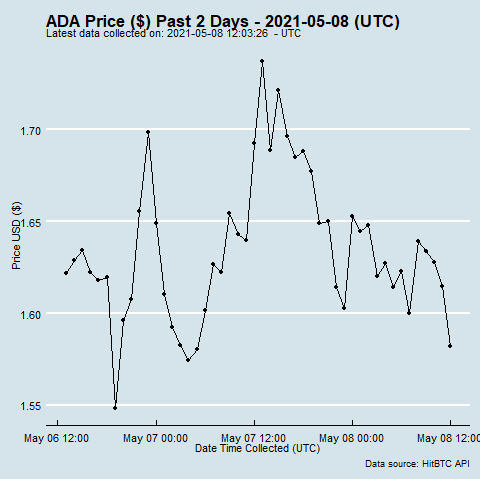 ADA Price ($) Past 2 Days - 2021-05-08 (UTC)
Latest data collected on: 2021-05-08 12:03:26 - UTC
1.70
1.65
1.60
1.55
Price USD ($)
May 06 12:00 May 07 00:00 May 07 12:00 May 08 00:00 May 08 12:00
Date Time Collected (UTC)
Data source: HitBTC API